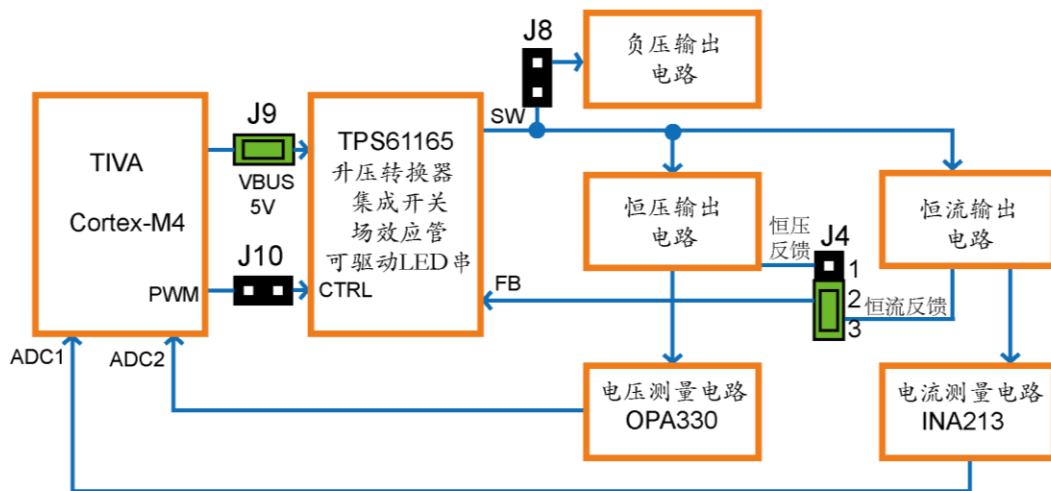 J8
负压输出
电路
J9
SW
TIVA
Cortex-M4
VBUS
5V
TPS61165
升压转换器
集成开关
场效应管
可驱动LED串
恒压输出
电路
恒流输出
电路
恒压
反馈
J4
1
2
3
J10
PWM
CTRL
FB
恒流反馈
ADC1
ADC2
电压测量电路
OPA330
电流测量电路
INA213